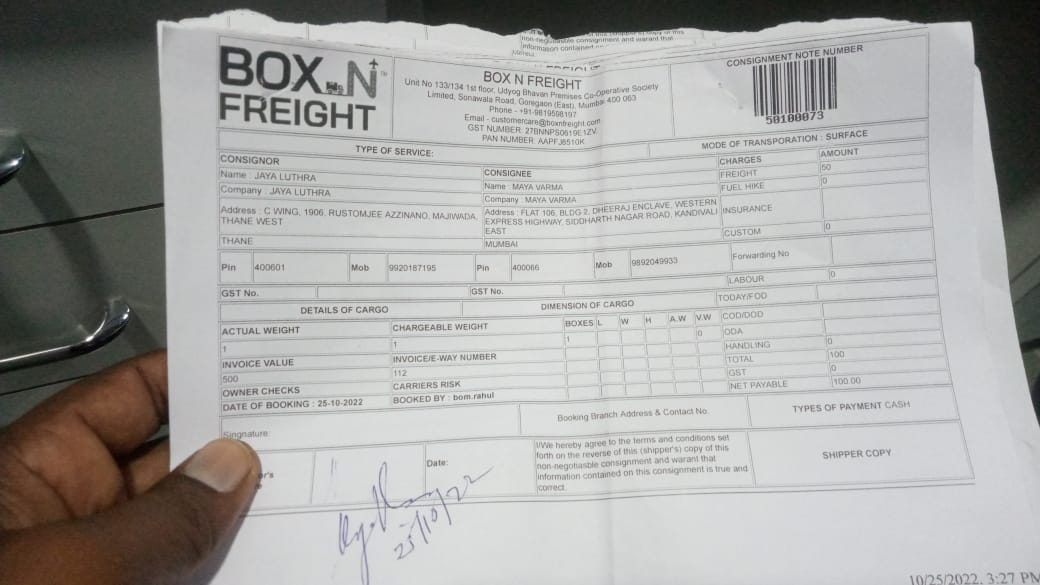 non-negotiable consignment and warrant that
information contained
correct.
BOX N
FREIGHT
BOX N FREIGHT
Unit No 133/134 1st floor, Udyog Bhavan Premises Co-Operative Society
Limited, Sonawala Road, Goregaon (East), Mumbai 400 063
Phone - +91-9819598197
Email - customercare@boxnfreight.com
GST NUMBER: 27BNNPS0619E1ZV,
PAN NUMBER: AAPFJ8510K
CONSIGNMENT NOTE NUMBER
50100073
TYPE OF SERVICE:
MODE OF TRANSPORATION : SURFACE
CONSIGNOR
CONSIGNEE
CHARGES AMOUNT
Name : JAYA LUTHRA
Name : MAYA VARMA
FREIGHT 50
Company : JAYA LUTHRA
Company : MAYA VARMA
FUEL HIKE 0
Address : C WING, 1906, RUSTOMJEE AZZINANO, MAJIWADA,
THANE WEST,
Address : FLAT 106, BLDG 2, DHEERAJ ENCLAVE, WESTERN
EXPRESS HIGHWAY, SIDDHARTH NAGAR ROAD, KANDIVALI
EAST
INSURANCE
THANE
MUMBAI
CUSTOM 0
Pin 400601 Mob 9920187195 Pin 400066 Mob 9892049933 Forwarding No
GST No. GST No. LABOUR 0
DETAILS OF CARGO DIMENSION OF CARGO TODAY/FOD
ACTUAL WEIGHT CHARGEABLE WEIGHT BOXES L W H A.W V.W COD/DOD
1 1 1 0 ODA
INVOICE VALUE INVOICE/E-WAY NUMBER HANDLING 0
500 112 TOTAL 100
OWNER CHECKS CARRIERS RISK GST 0
DATE OF BOOKING : 25-10-2022 BOOKED BY : bom.rahul NET PAYABLE 100.00
Singnature:
Booking Branch Address & Contact No.
TYPES OF PAYMENT CASH
Date:
I/We hereby agree to the terms and conditions set
forth on the reverse of this (shipper's) copy of this
non-negotiasble consignment and warant that
information contained on this consignment is true and
correct.
SHIPPER COPY
25/10/22
10/25/2022, 3:27 PM